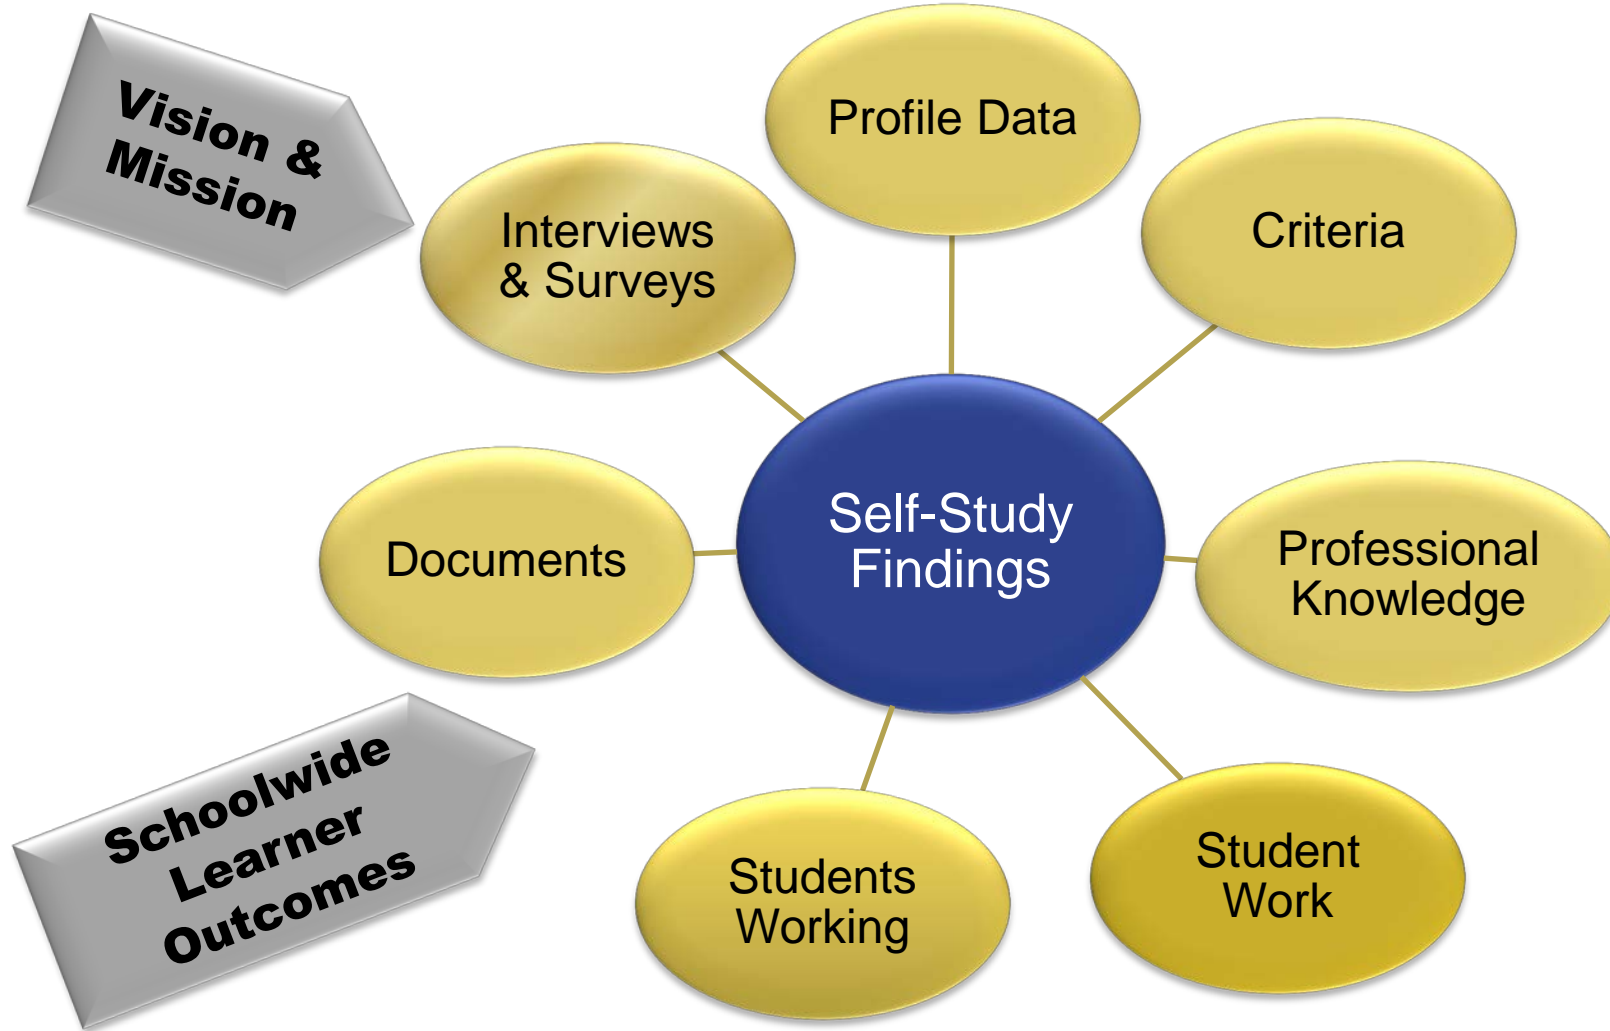 Vision &
Mission
Profile Data
Criteria
Interviews
& Surveys
Self-Study
Findings
Documents
Professional
Knowledge
Schoolwide
Learner
Outcomes
Students
Working
Student
Work